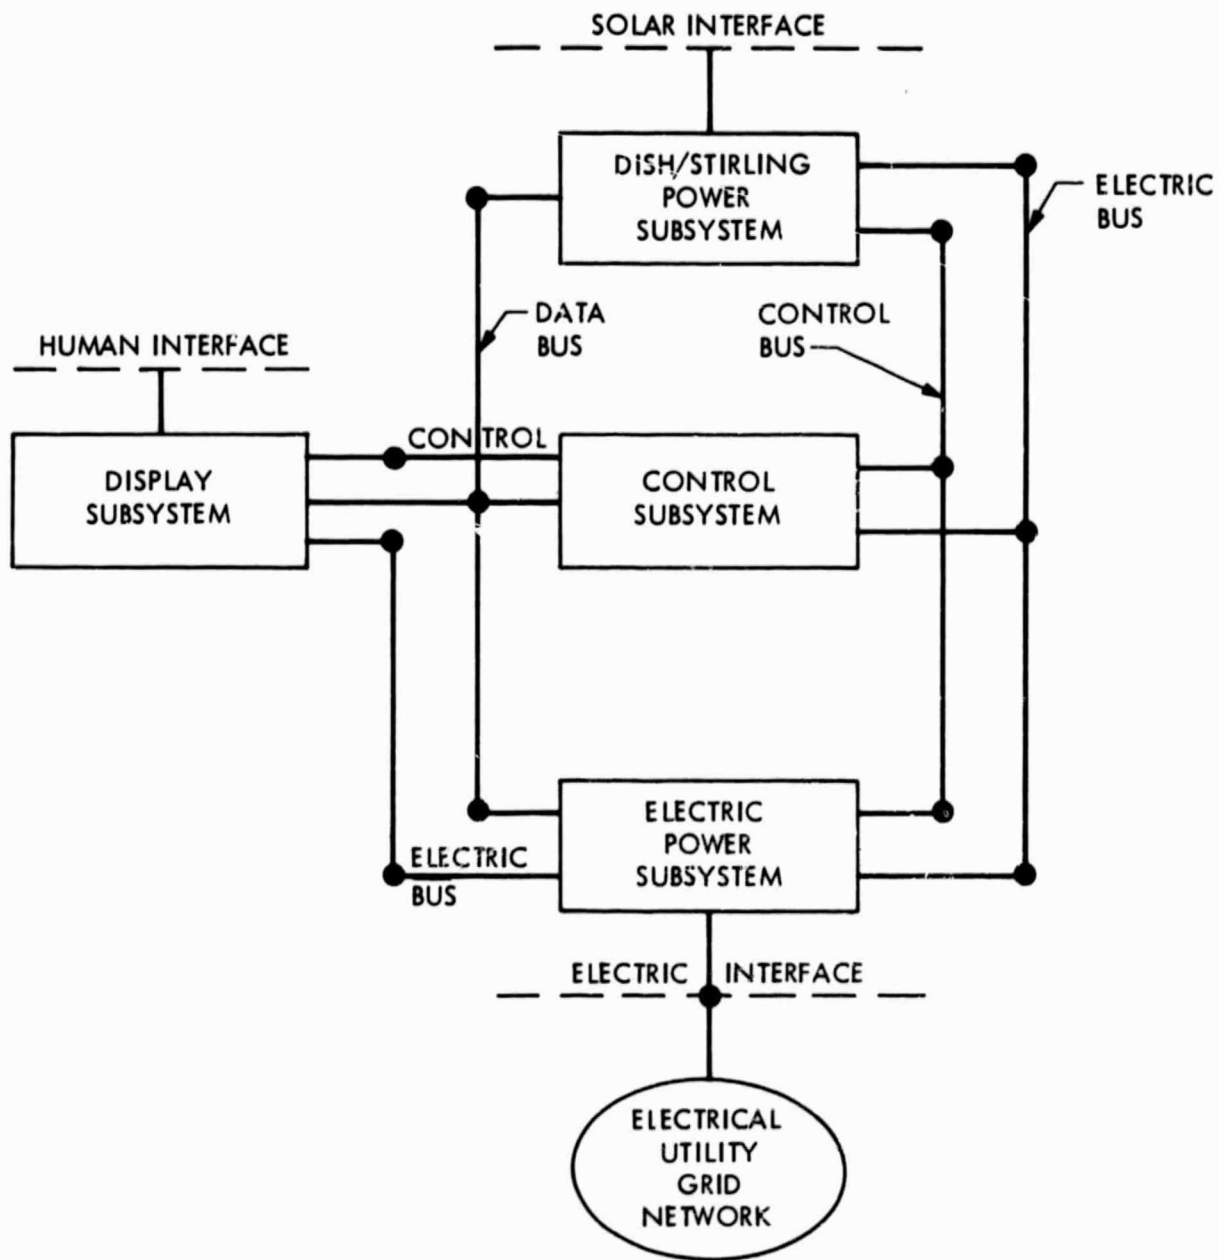 SOLAR INTERFACE
DISH/STIRLING
POWER
SUBSYSTEM
ELECTRIC
BUS
DATA
BUS
CONTROL
BUS
HUMAN INTERFACE
DISPLAY
SUBSYSTEM
CONTROL
CONTROL
SUBSYSTEM
ELECTRIC
POWER
SUBSYSTEM
ELECTRIC
BUS
ELECTRIC INTERFACE
ELECTRICAL
UTILITY
GRID
NETWORK